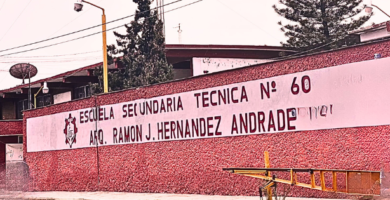 ESCUELA SECUNDARIA TECNICA Nº 60
ARQ. RAMON J. HERNANDEZ ANDRADE